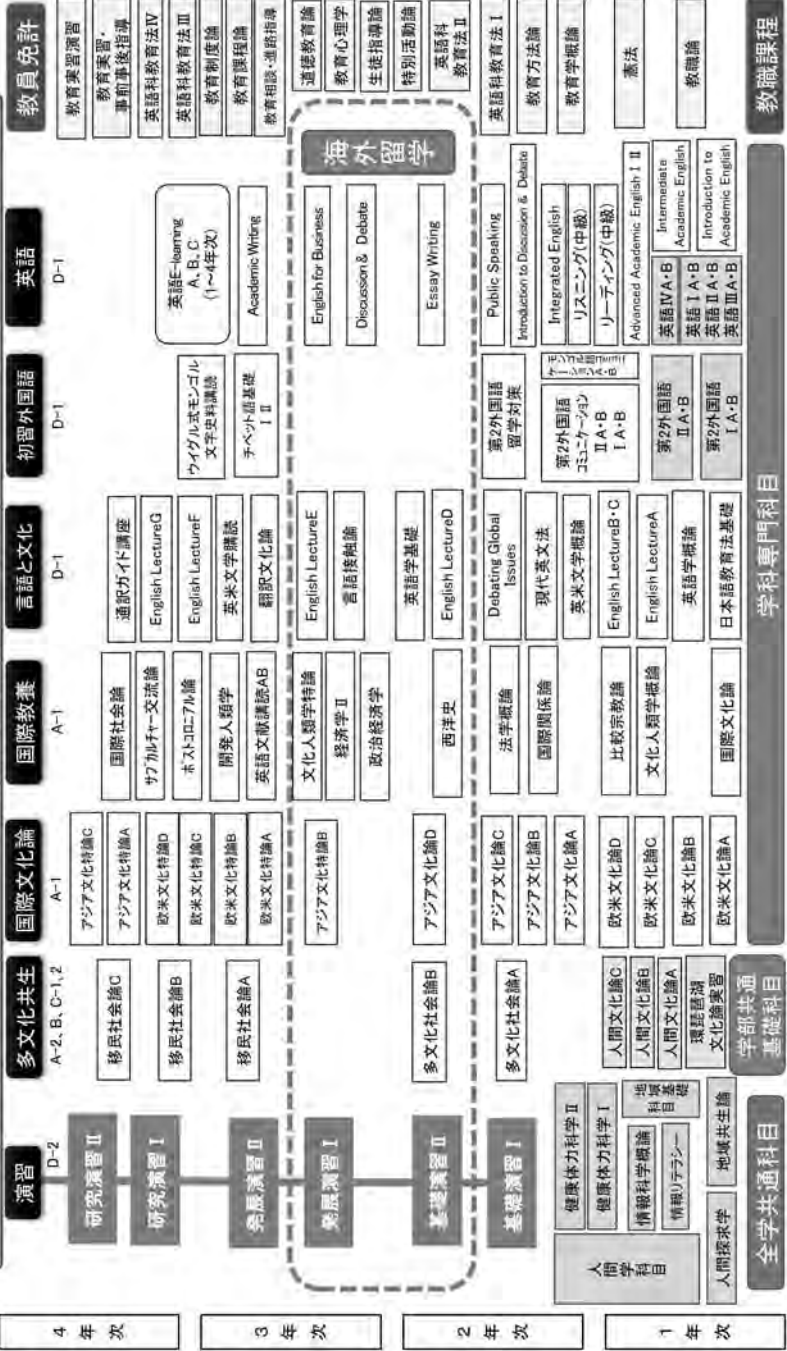 演習
多文化共生
国際文化論
国際教養
言語と文化
初習外国語
英語
教員免許
D-2
A-2、B、C-1、2
A-1
A-1
D-1
D-1
D-1
4年次
3年次
2年次
1年次
研究演習Ⅱ
研究演習Ⅰ
発展演習Ⅱ
発展演習Ⅰ
基礎演習Ⅱ
基礎演習Ⅰ
人間学科目
健康体力科学Ⅱ
健康体力科学Ⅰ
情報科学概論
情報リテラシー
地域基礎科目
人間探求学
地域共生論
全学共通科目
移民社会論C
移民社会論B
移民社会論A
多文化社会論B
多文化社会論A
人間文化論C
人間文化論B
人間文化論A
環琵琶湖
文化論実習
学部共通
基礎科目
アジア文化特論C
アジア文化特論A
欧米文化特論D
欧米文化特論C
欧米文化特論B
欧米文化特論A
アジア文化特論B
アジア文化論D
アジア文化論C
アジア文化論B
アジア文化論A
欧米文化論D
欧米文化論C
欧米文化論B
欧米文化論A
国際社会論
サブカルチャー交流論
ポストコロニアル論
開発人類学
英語文献講読AB
文化人類学特論
経済学Ⅱ
政治経済学
西洋史
法学概論
国際関係論
比較宗教論
文化人類学概論
国際文化論
通訳ガイド講座
English LectureG
English LectureF
英米文学購読
翻訳文化論
English LectureE
言語接触論
英語学基礎
English LectureD
Debating Global
Issues
現代英文法
英米文学概論
English LectureB・C
English LectureA
英語学概論
日本語教育法基礎
ウイグル式モンゴル
文字史料講読
チベット語基礎
Ⅰ Ⅱ
第2外国語
留学対策
第2外国語
コミュニケーション
ⅡA・B
ⅠA・B
第2外国語
ⅡA・B
第2外国語
ⅠA・B
英語E-learning
A、B、C
(1~4年次)
Academic Writing
English for Business
Discussion & Debate
Essay Writing
Public Speaking
Introduction to Discussion & Debate
Integrated English
リスニング(中級)
リーディング(中級)
Advanced Academic English Ⅰ Ⅱ
英語ⅣA・B
Intermediate
Academic English
英語ⅠA・B
英語ⅡA・B
英語ⅢA・B
Introduction to
Academic English
学科専門科目
海外留学
教育実習演習
教育実習・
事前事後指導
英語科教育法Ⅳ
英語科教育法Ⅲ
教育制度論
教育課程論
教育相談・進路指導
道徳教育論
教育心理学
生徒指導論
特別活動論
英語科
教育法Ⅱ
英語科教育法Ⅰ
教育方法論
教育学概論
憲法
教職論
教職課程